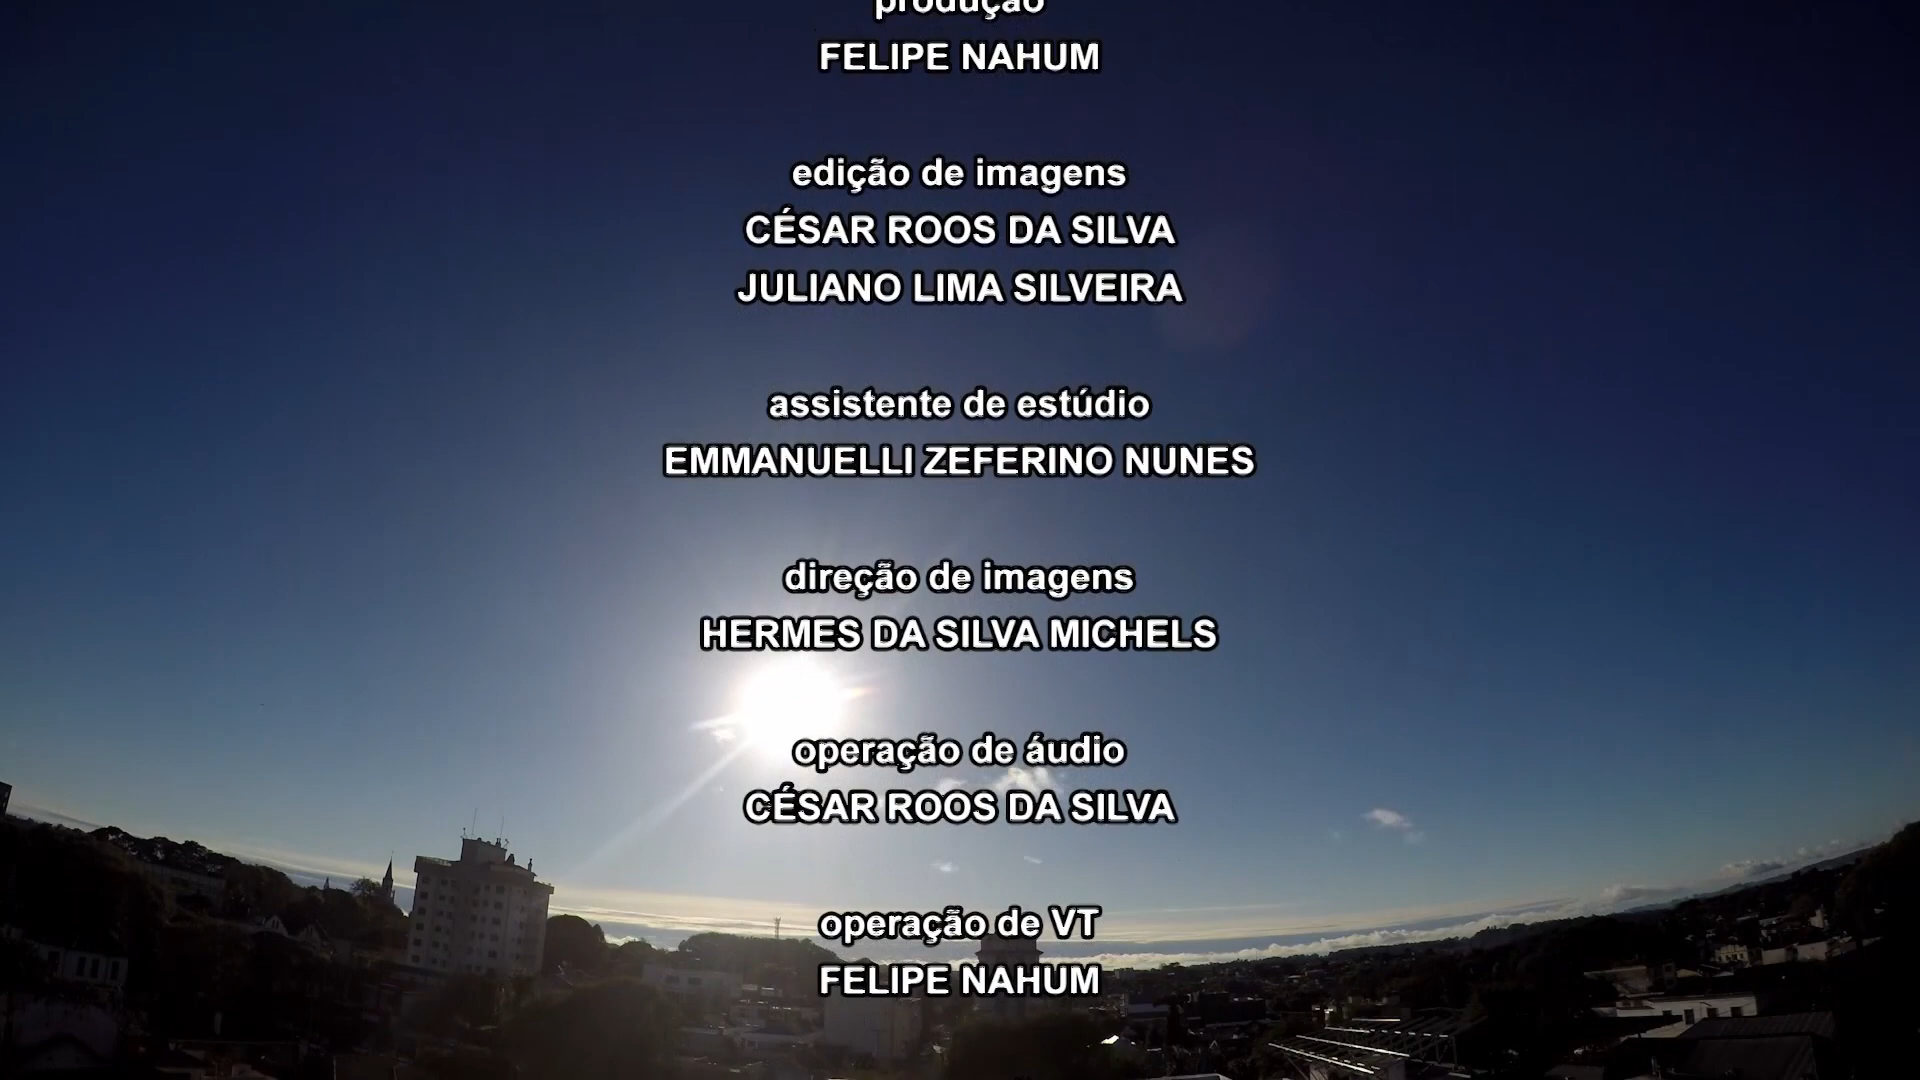 produção
FELIPE NAHUM
edição de imagens
CÉSAR ROOS DA SILVA
JULIANO LIMA SILVEIRA
assistente de estúdio
EMMANUELLI ZEFERINO NUNES
direção de imagens
HERMES DA SILVA MICHELS
operação de áudio
CÉSAR ROOS DA SILVA
operação de VT
FELIPE NAHUM